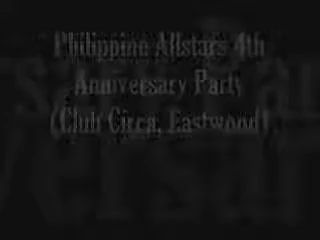 Philippine Allstars 4th
Anniversary Party
(Club Circa, Eastwood)